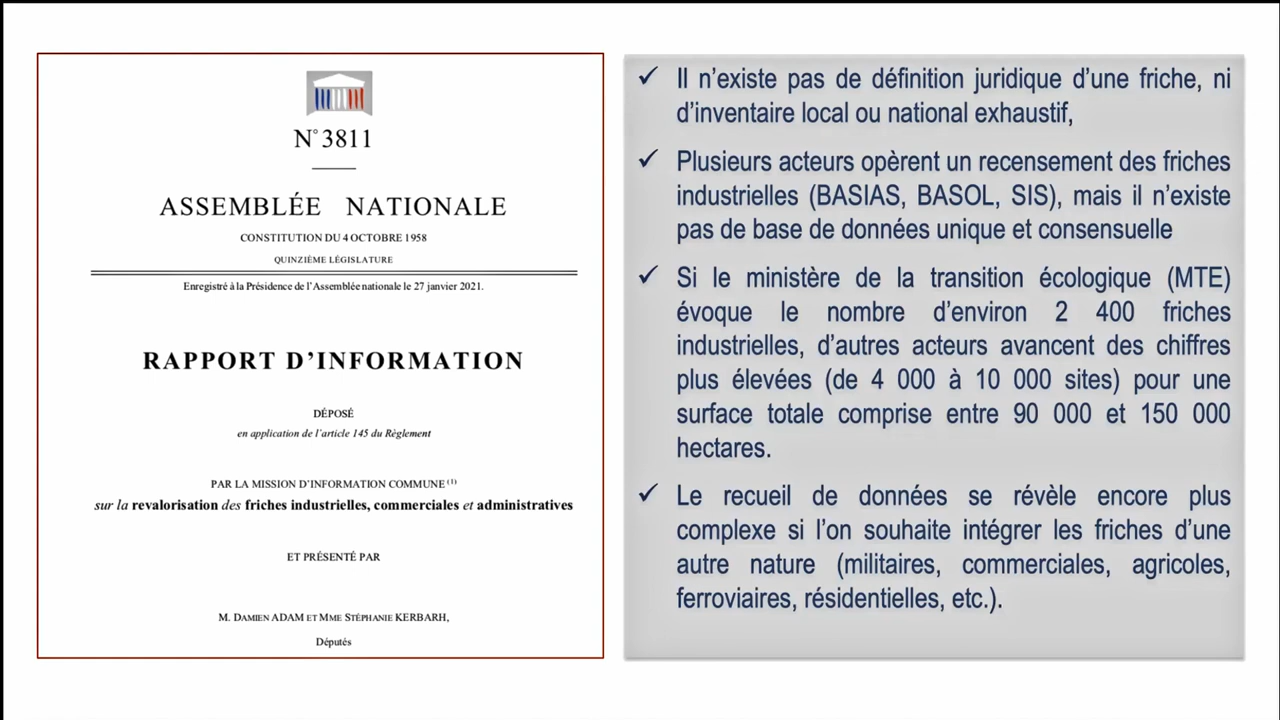 N° 3811
ASSEMBLÉE NATIONALE
CONSTITUTION DU 4 OCTOBRE 1958
QUINZIÈME LÉGISLATURE
Enregistré à la Présidence de l'Assemblée nationale le 27 janvier 2021.
RAPPORT D'INFORMATION
DÉPOSÉ
en application de l'article 145 du Règlement
PAR LA MISSION D'INFORMATION COMMUNE (1)
sur la revalorisation des friches industrielles, commerciales et administratives
ET PRÉSENTÉ PAR
M. DAMIEN ADAM ET MME STÉPHANIE KERBARH,
Députés
✓ Il n'existe pas de définition juridique d'une friche, ni
d'inventaire local ou national exhaustif,
✓ Plusieurs acteurs opèrent un recensement des friches
industrielles (BASIAS, BASOL, SIS), mais il n'existe
pas de base de données unique et consensuelle
✓ Si le ministère de la transition écologique (MTE)
évoque le nombre d'environ 2 400 friches
industrielles, d'autres acteurs avancent des chiffres
plus élevées (de 4 000 à 10 000 sites) pour une
surface totale comprise entre 90 000 et 150 000
hectares.
✓ Le recueil de données se révèle encore plus
complexe si l'on souhaite intégrer les friches d'une
autre nature (militaires, commerciales, agricoles,
ferroviaires, résidentielles, etc.).